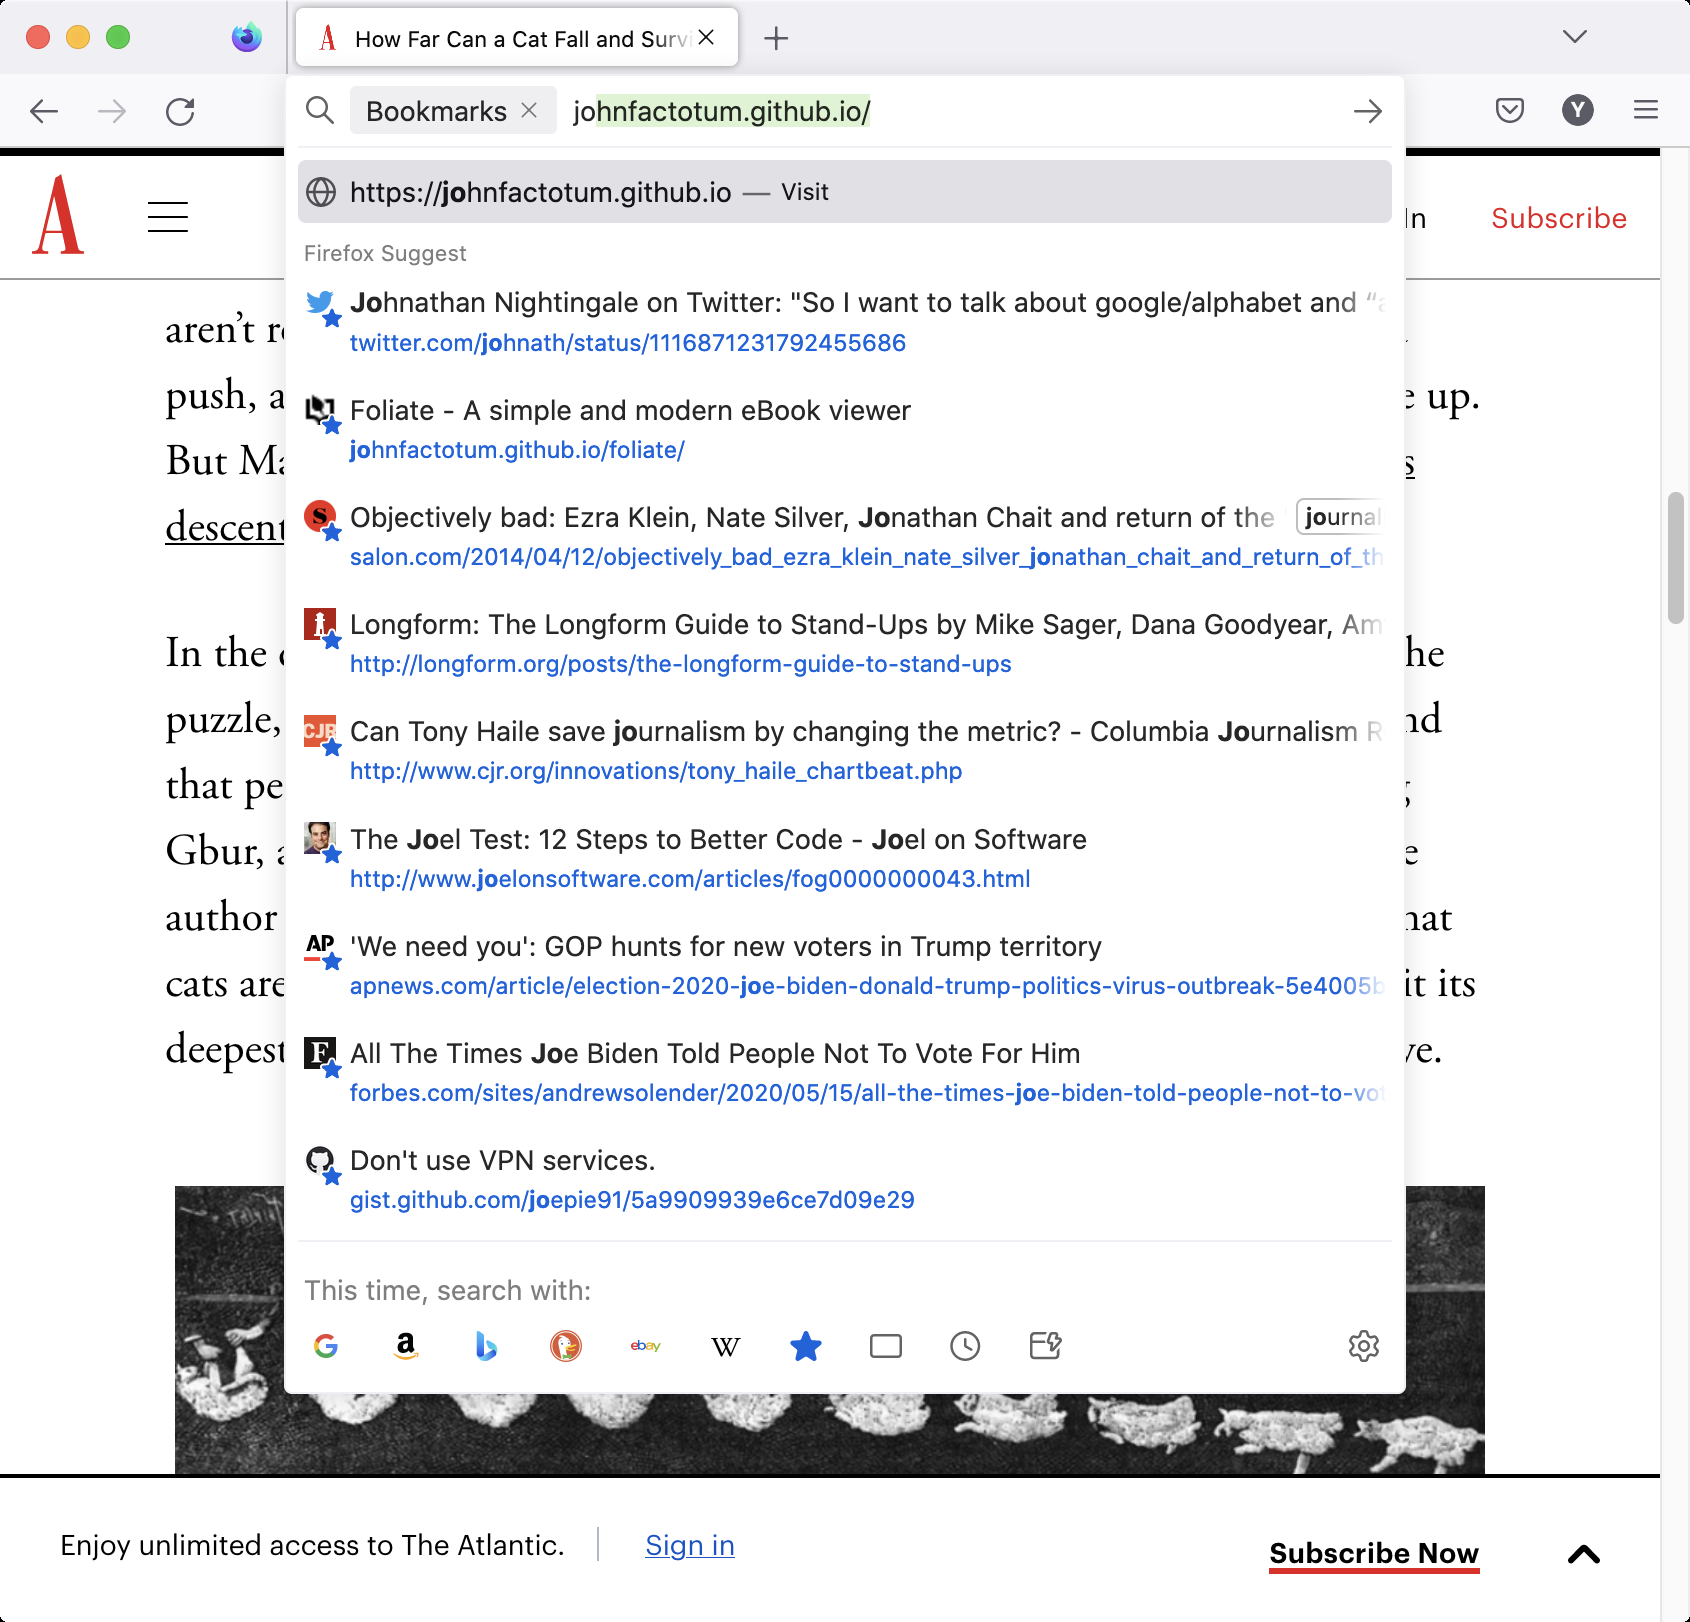 How Far Can a Cat Fall and Survi
Bookmarks johnfactotum.github.io/
Y
https://johnfactotum.github.io — Visit
In Subscribe
Firefox Suggest
Johnathan Nightingale on Twitter: "So I want to talk about google/alphabet and “a
twitter.com/johnath/status/1116871231792455686
aren’t
push, a
Foliate - A simple and modern eBook viewer
e up.
johnfactotum.github.io/foliate/
But Ma
s
Objectively bad: Ezra Klein, Nate Silver, Jonathan Chait and return of the journal
descent
salon.com/2014/04/12/objectively_bad_ezra_klein_nate_silver_jonathan_chait_and_return_of_th
Longform: The Longform Guide to Stand-Ups by Mike Sager, Dana Goodyear, Am
In the
he
http://longform.org/posts/the-longform-guide-to-stand-ups
puzzle,
Can Tony Haile save journalism by changing the metric? - Columbia Journalism R
nd
http://www.cjr.org/innovations/tony_haile_chartbeat.php
that pe
The Joel Test: 12 Steps to Better Code - Joel on Software
Gbur, a
e
http://www.joelonsoftware.com/articles/fog0000000043.html
author
hat
AP 'We need you': GOP hunts for new voters in Trump territory
apnews.com/article/election-2020-joe-biden-donald-trump-politics-virus-outbreak-5e4005b
cats are
it its
All The Times Joe Biden Told People Not To Vote For Him
deepest
ve.
forbes.com/sites/andrewsolender/2020/05/15/all-the-times-joe-biden-told-people-not-to-vot
Don't use VPN services.
gist.github.com/joepie91/5a9909939e6ce7d09e29
This time, search with:
G a b ebay W
Enjoy unlimited access to The Atlantic. Sign in Subscribe Now